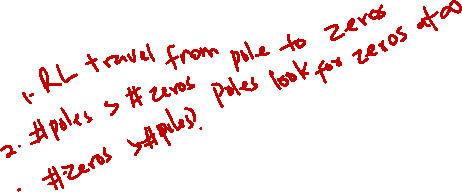 1- RL travel from pole to zeros
2. #poles > #zeros poles look for zeros at ∞
. #zeros > #poles?